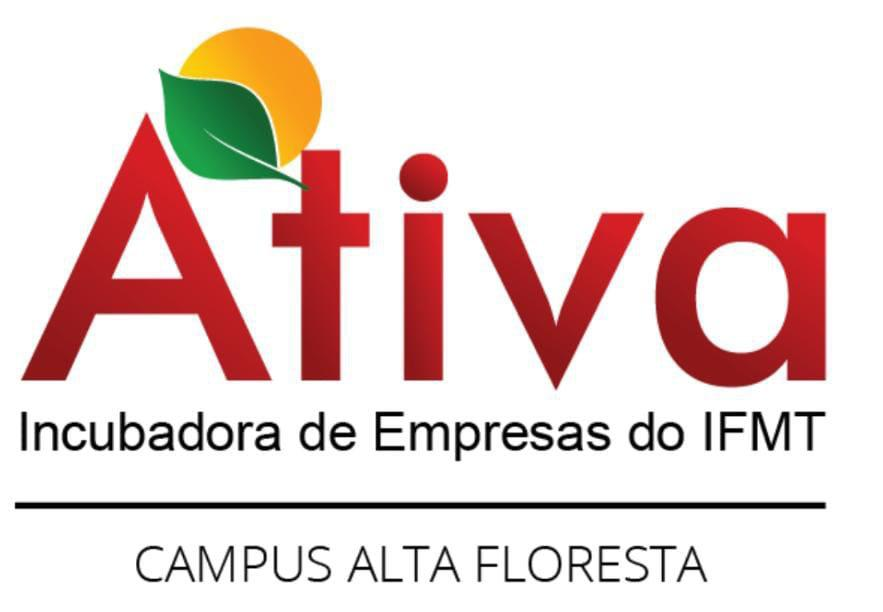 Ativa
Incubadora de Empresas do IFMT
CAMPUS ALTA FLORESTA